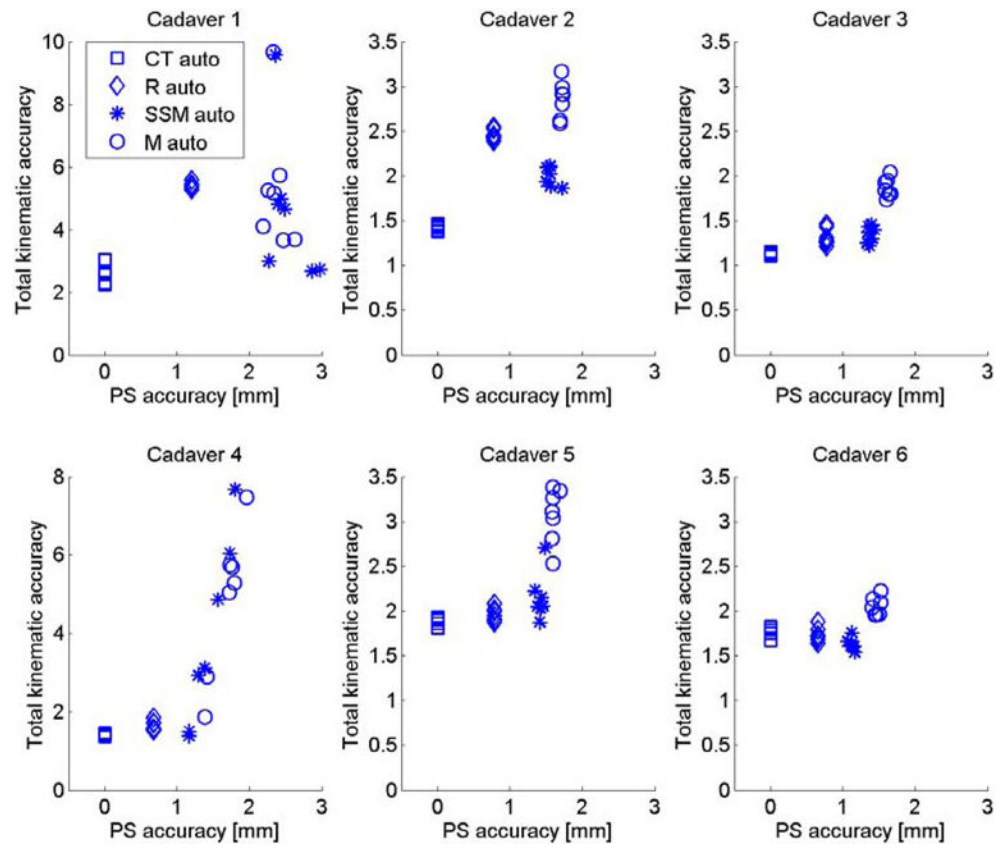 Cadaver 1
10
8
6
4
2
0
Total kinematic accuracy
CT auto
R auto
SSM auto
M auto
0 1 2 3
PS accuracy [mm]
Cadaver 2
3.5
3
2.5
2
1.5
1
0.5
0
Total kinematic accuracy
0 1 2 3
PS accuracy [mm]
Cadaver 3
3.5
3
2.5
2
1.5
1
0.5
0
Total kinematic accuracy
0 1 2 3
PS accuracy [mm]
Cadaver 4
8
6
4
2
0
Total kinematic accuracy
0 1 2 3
PS accuracy [mm]
Cadaver 5
3.5
3
2.5
2
1.5
1
0.5
0
Total kinematic accuracy
0 1 2 3
PS accuracy [mm]
Cadaver 6
3.5
3
2.5
2
1.5
1
0.5
0
Total kinematic accuracy
0 1 2 3
PS accuracy [mm]